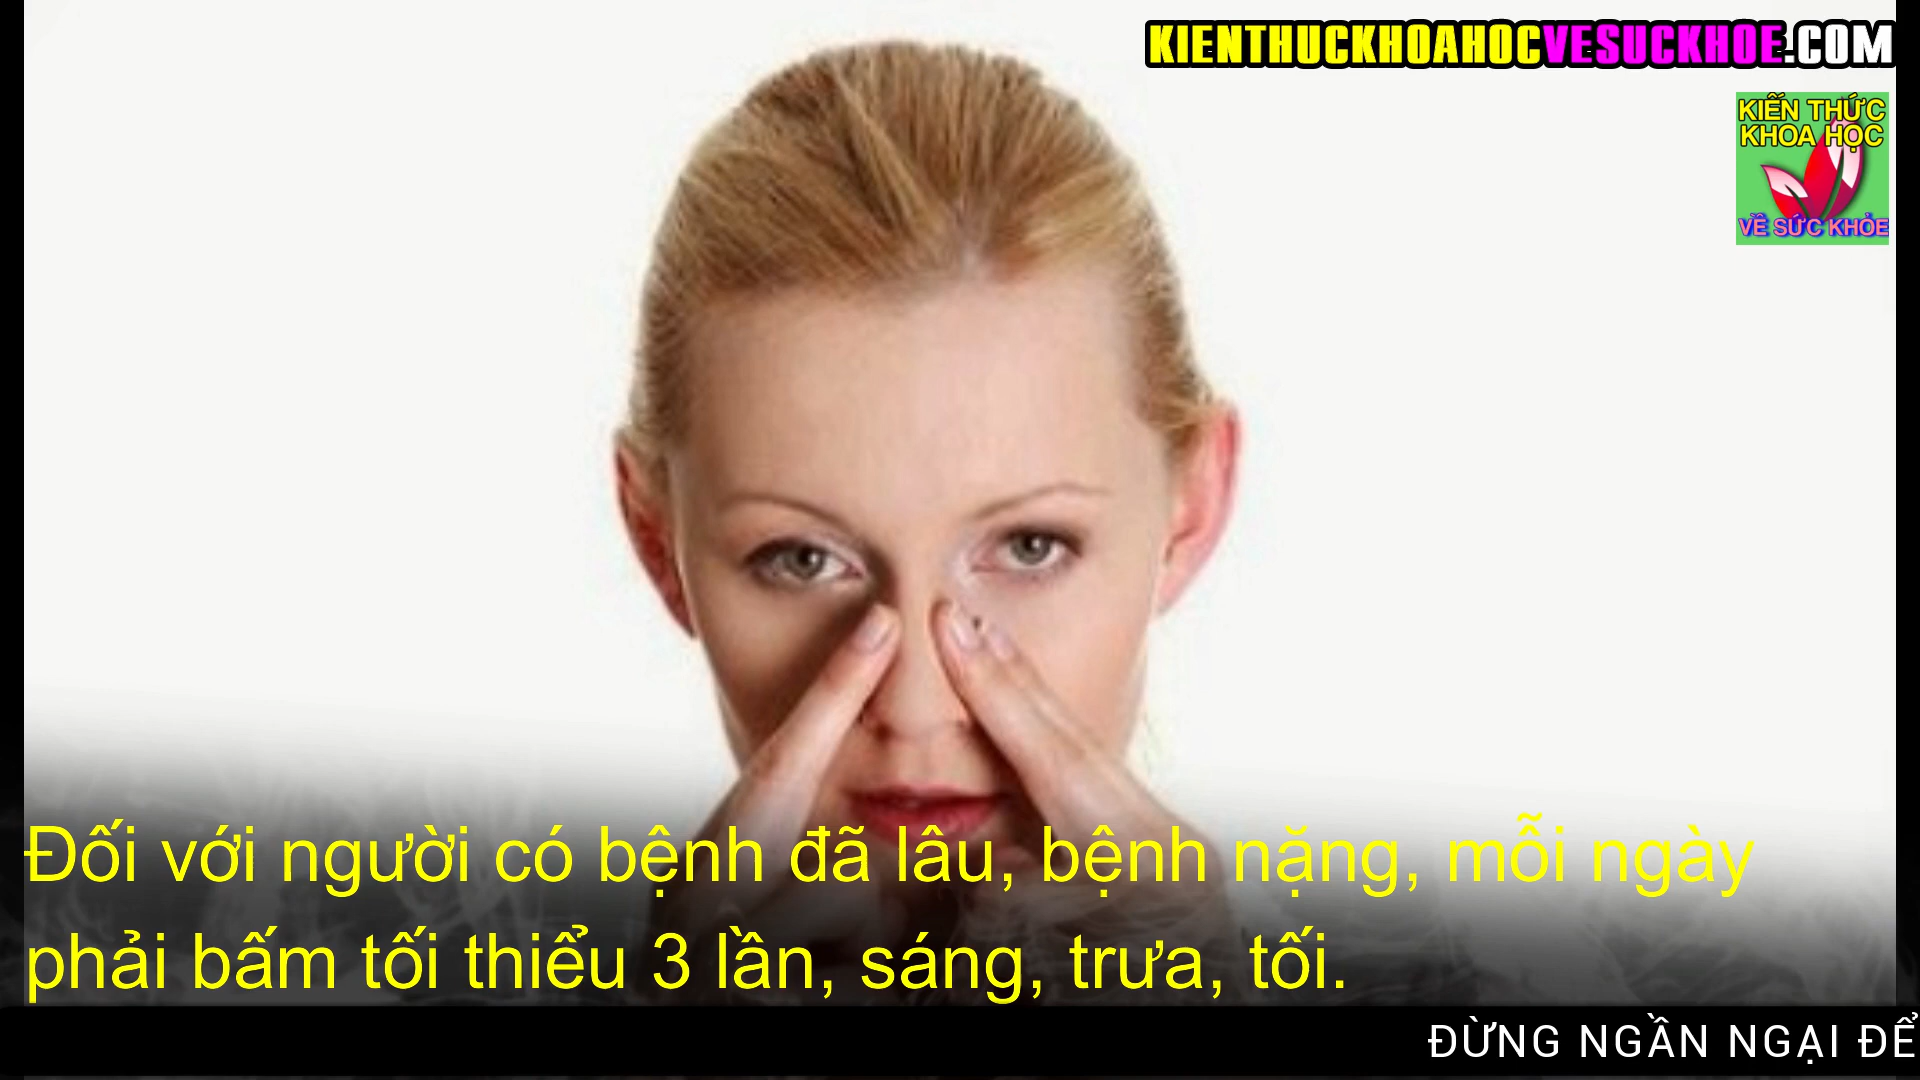 KIENTHUCKHOAHOCVESUCKHOE.COM
KIẾN THỨC
KHOA HỌC
VỀ SỨC KHỎE
Đối với người có bệnh đã lâu, bệnh nặng, mỗi ngày
phải bấm tối thiểu 3 lần, sáng, trưa, tối.
ĐỪNG NGẦN NGẠI ĐỂ